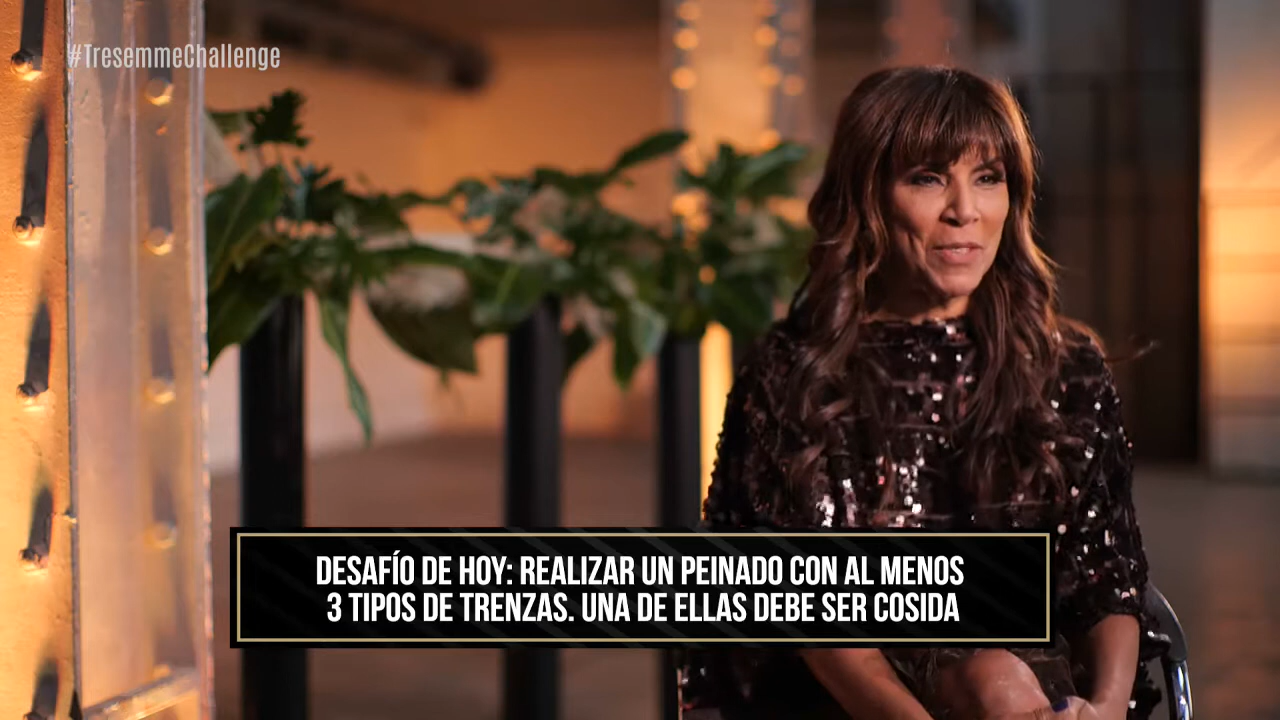 #TresemmeChallenge
DESAFÍO DE HOY: REALIZAR UN PEINADO CON AL MENOS
3 TIPOS DE TRENZAS. UNA DE ELLAS DEBE SER COSIDA